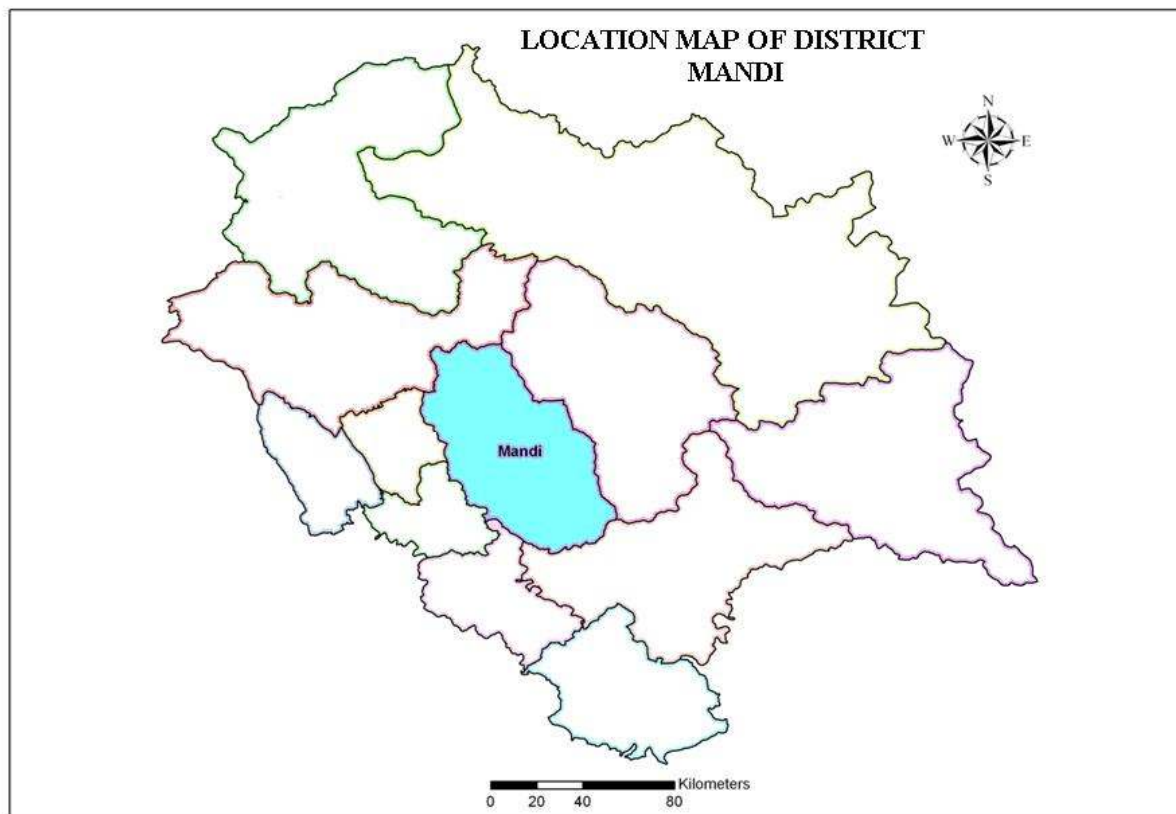 LOCATION MAP OF DISTRICT
MANDI
N
W E
S
Mandi
Kilometers
0 20 40 80